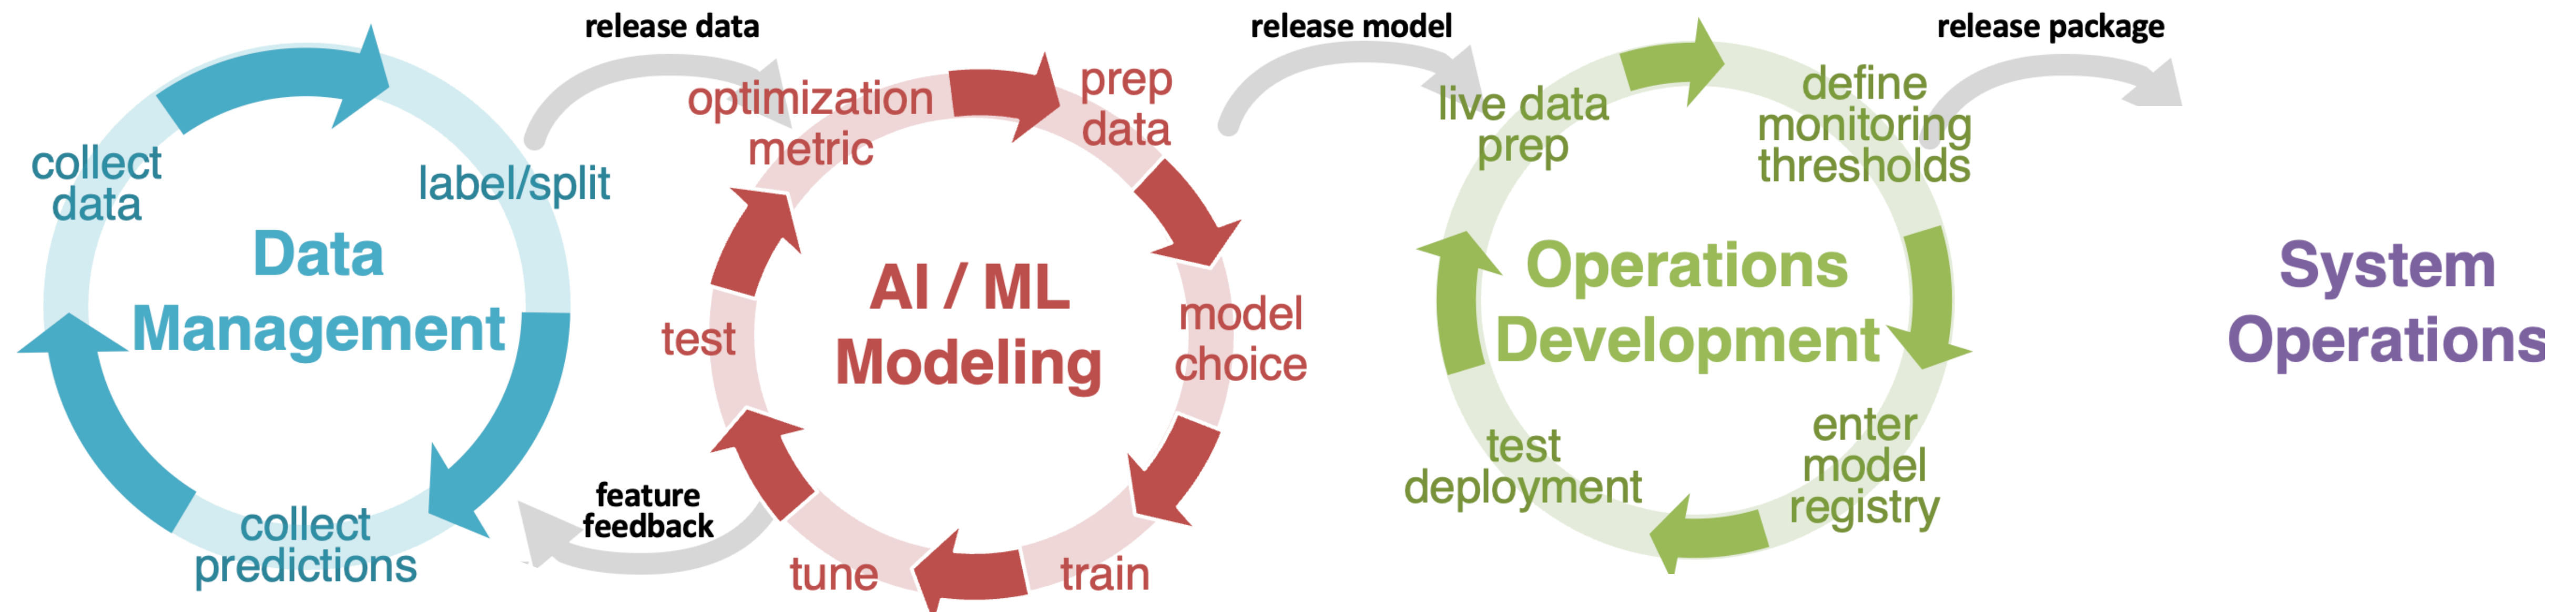 release data
release model
release package
collect
data
label/split
Data
Management
collect
predictions
feature
feedback
optimization
metric
prep
data
model
choice
train
tune
test
AI / ML
Modeling
live data
prep
define
monitoring
thresholds
enter
model
registry
test
deployment
Operations
Development
System
Operations